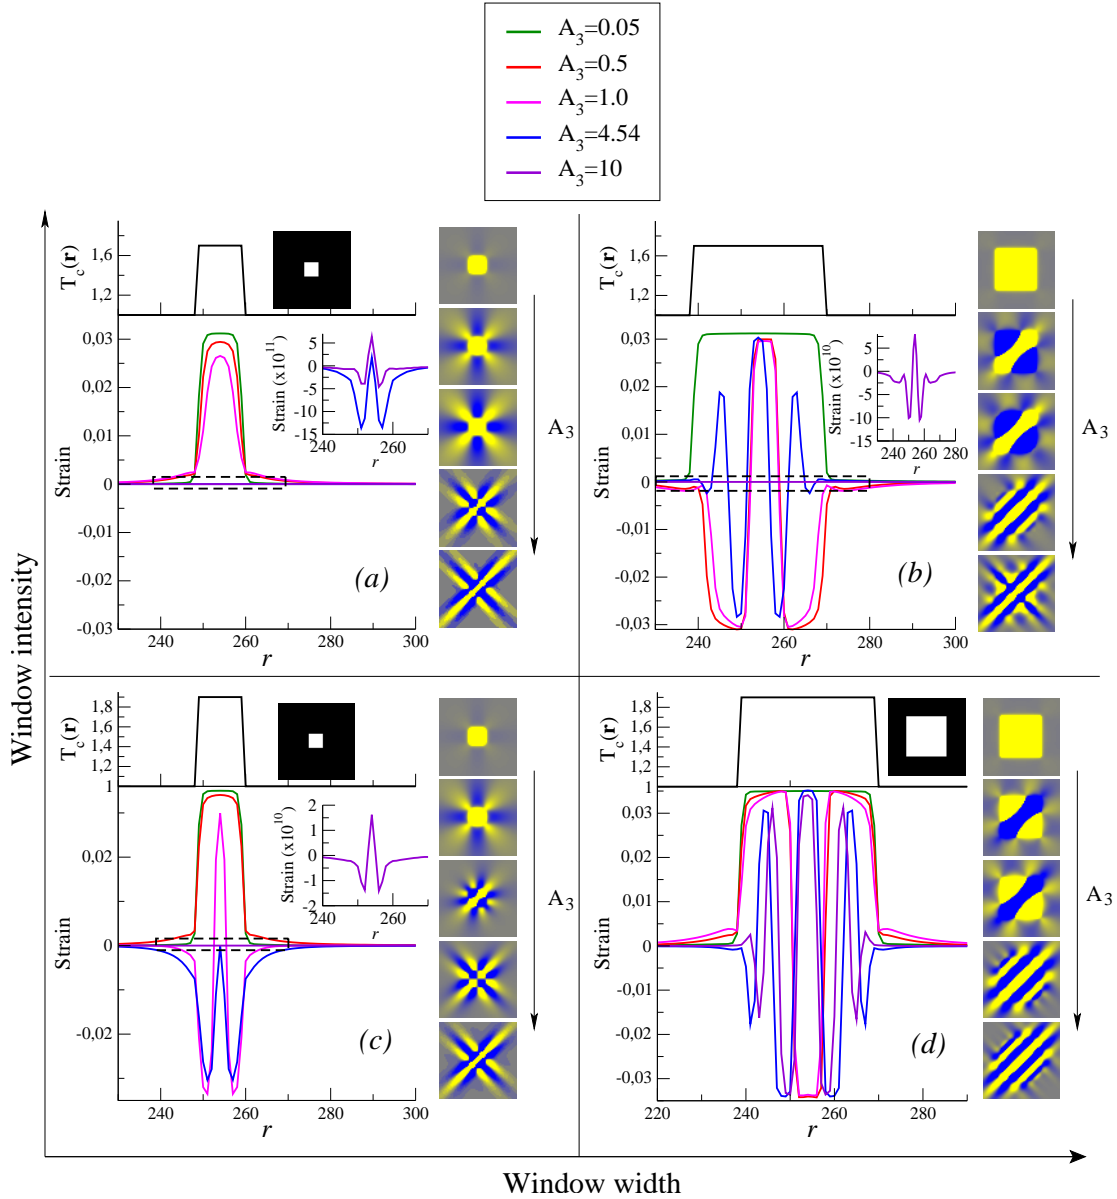 A3=0.05
A3=0.5
A3=1.0
A3=4.54
A3=10
Window intensity
Tc(r)
1,6
1,2
0,03
0,02
0,01
0
-0,01
-0,02
-0,03
Strain
240 260 280 300
r
Strain (x10^11)
5
0
-5
-10
-15
240 260
r
(a)
A3
Tc(r)
1,6
1,2
0,03
0,02
0,01
0
-0,01
-0,02
-0,03
Strain
240 260 280 300
r
Strain (x10^10)
5
0
-5
-10
-15
240 260 280
r
(b)
A3
Tc(r)
1,8
1,6
1,4
1,2
1
240 260 280 300
0,02
0
-0,02
Strain
240 260 280 300
r
Strain (x10^10)
2
1
0
-1
-2
240 260
r
(c)
A3
Tc(r)
1,8
1,6
1,4
1,2
1
240 260 280
0,03
0,02
0,01
0
-0,01
-0,02
-0,03
Strain
220 240 260 280
r
(d)
A3
Window width